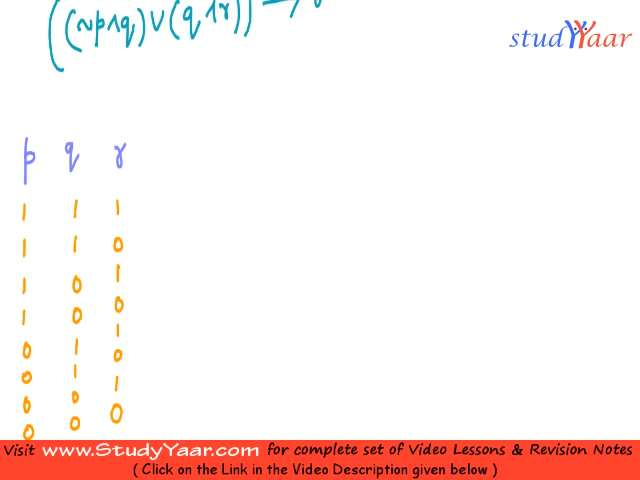 ((~p∧q)∨(q∧r)) →
studYYaar
p q r
1 1 1
1 1 0
1 0 1
1 0 0
0 1 1
0 1 0
0 0 1
0 0 0
Visit www.StudyYaar.com for complete set of Video Lessons & Revision Notes
( Click on the Link in the Video Description given below )